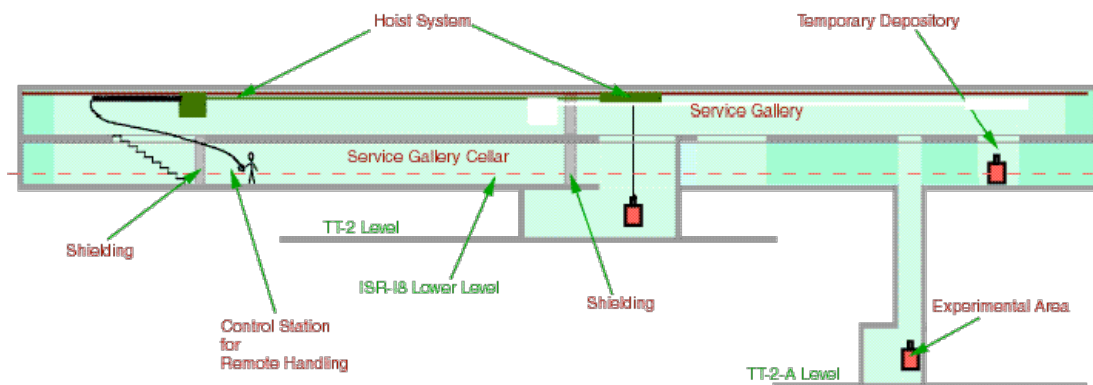 Hoist System
Temporary Depository
Service Gallery
Service Gallery Cellar
TT-2 Level
Shielding
ISR-I8 Lower Level
Shielding
Control Station
for
Remote Handling
Experimental Area
TT-2-A Level